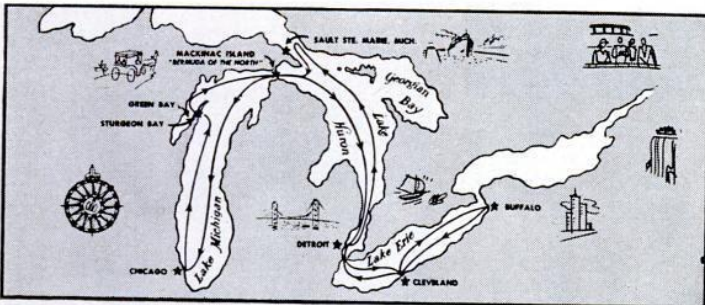 SAULT STE. MARIE, MICH.
MACKINAC ISLAND
"BERMUDA OF THE NORTH"
Georgian
Bay
GREEN BAY
STURGEON BAY
Lake
Huron
Lake Michigan
BUFFALO
DETROIT
Lake Erie
CHICAGO
CLEVELAND